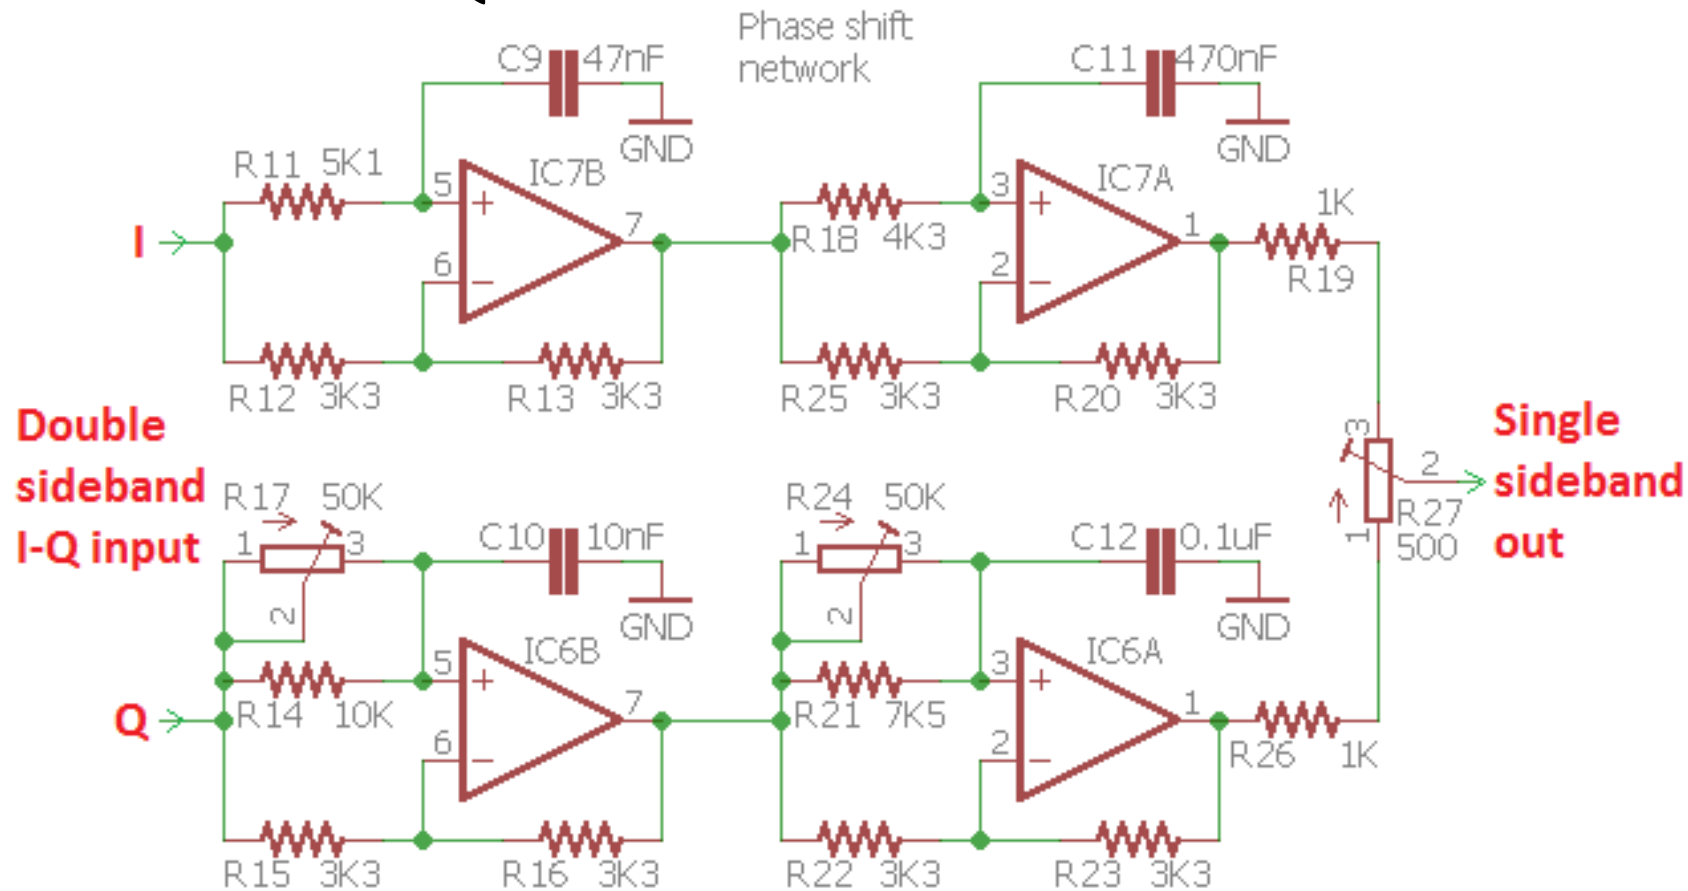 Phase shift
network
C9 47nF
GND
R11 5K1
IC7B
5
+
6
−
7
R12 3K3
R13 3K3
I
C11 470nF
GND
R18 4K3
IC7A
3
+
2
−
1
R25 3K3
R20 3K3
1K
R19
Double
sideband
I-Q input
R17 50K
1 3
2
C10 10nF
GND
IC6B
R14 10K
5
+
6
−
7
Q
R15 3K3
R16 3K3
R24 50K
1 3
2
C12 0.1uF
GND
IC6A
R21 7K5
3
+
2
−
1
R22 3K3
R23 3K3
R26 1K
3
2
1
R27
500
Single
sideband
out